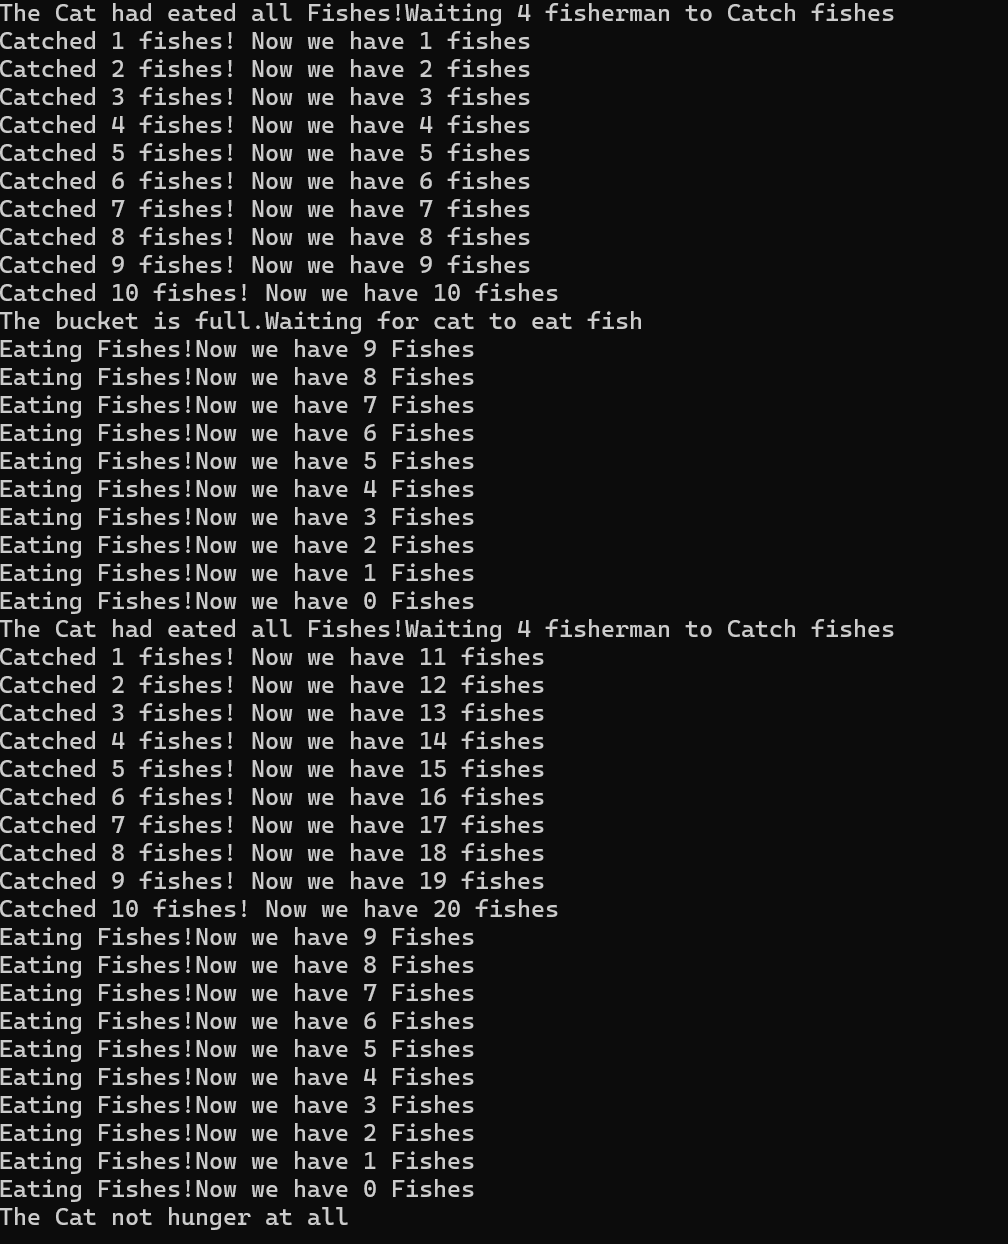 The Cat had eated all Fishes!Waiting 4 fisherman to Catch fishes
Catched 1 fishes! Now we have 1 fishes
Catched 2 fishes! Now we have 2 fishes
Catched 3 fishes! Now we have 3 fishes
Catched 4 fishes! Now we have 4 fishes
Catched 5 fishes! Now we have 5 fishes
Catched 6 fishes! Now we have 6 fishes
Catched 7 fishes! Now we have 7 fishes
Catched 8 fishes! Now we have 8 fishes
Catched 9 fishes! Now we have 9 fishes
Catched 10 fishes! Now we have 10 fishes
The bucket is full.Waiting for cat to eat fish
Eating Fishes!Now we have 9 Fishes
Eating Fishes!Now we have 8 Fishes
Eating Fishes!Now we have 7 Fishes
Eating Fishes!Now we have 6 Fishes
Eating Fishes!Now we have 5 Fishes
Eating Fishes!Now we have 4 Fishes
Eating Fishes!Now we have 3 Fishes
Eating Fishes!Now we have 2 Fishes
Eating Fishes!Now we have 1 Fishes
Eating Fishes!Now we have 0 Fishes
The Cat had eated all Fishes!Waiting 4 fisherman to Catch fishes
Catched 1 fishes! Now we have 11 fishes
Catched 2 fishes! Now we have 12 fishes
Catched 3 fishes! Now we have 13 fishes
Catched 4 fishes! Now we have 14 fishes
Catched 5 fishes! Now we have 15 fishes
Catched 6 fishes! Now we have 16 fishes
Catched 7 fishes! Now we have 17 fishes
Catched 8 fishes! Now we have 18 fishes
Catched 9 fishes! Now we have 19 fishes
Catched 10 fishes! Now we have 20 fishes
Eating Fishes!Now we have 9 Fishes
Eating Fishes!Now we have 8 Fishes
Eating Fishes!Now we have 7 Fishes
Eating Fishes!Now we have 6 Fishes
Eating Fishes!Now we have 5 Fishes
Eating Fishes!Now we have 4 Fishes
Eating Fishes!Now we have 3 Fishes
Eating Fishes!Now we have 2 Fishes
Eating Fishes!Now we have 1 Fishes
Eating Fishes!Now we have 0 Fishes
The Cat not hunger at all